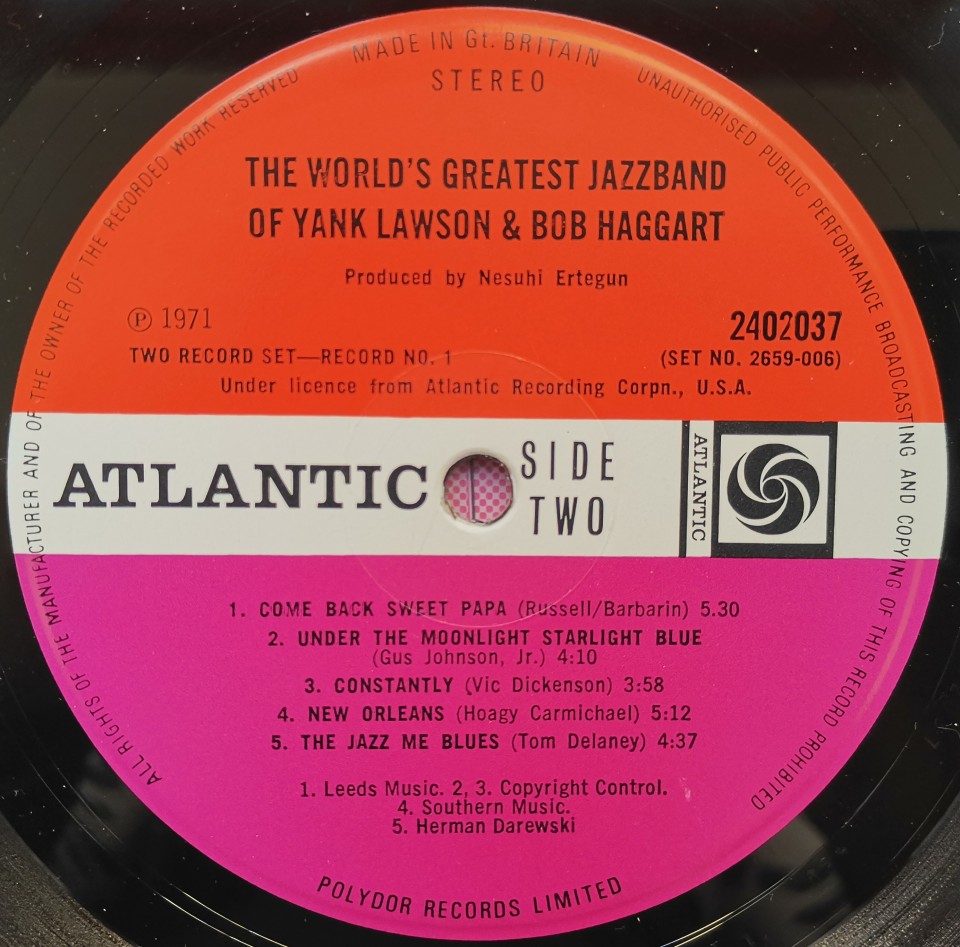 MADE IN Gt. BRITAIN
STEREO
ALL RIGHTS OF THE MANUFACTURER AND OF THE OWNER OF THE RECORDED WORK RESERVED
UNAUTHORISED PUBLIC PERFORMANCE BROADCASTING AND COPYING OF THIS RECORD PROHIBITED
THE WORLD'S GREATEST JAZZBAND
OF YANK LAWSON & BOB HAGGART
Produced by Nesuhi Ertegun
Ⓟ 1971
2402037
TWO RECORD SET—RECORD NO. 1
(SET NO. 2659-006)
Under licence from Atlantic Recording Corpn., U.S.A.
ATLANTIC
SIDE
TWO
ATLANTIC
1. COME BACK SWEET PAPA (Russell/Barbarin) 5.30
2. UNDER THE MOONLIGHT STARLIGHT BLUE
(Gus Johnson, Jr.) 4:10
3. CONSTANTLY (Vic Dickenson) 3:58
4. NEW ORLEANS (Hoagy Carmichael) 5:12
5. THE JAZZ ME BLUES (Tom Delaney) 4:37
1. Leeds Music. 2, 3. Copyright Control.
4. Southern Music.
5. Herman Darewski
POLYDOR RECORDS LIMITED